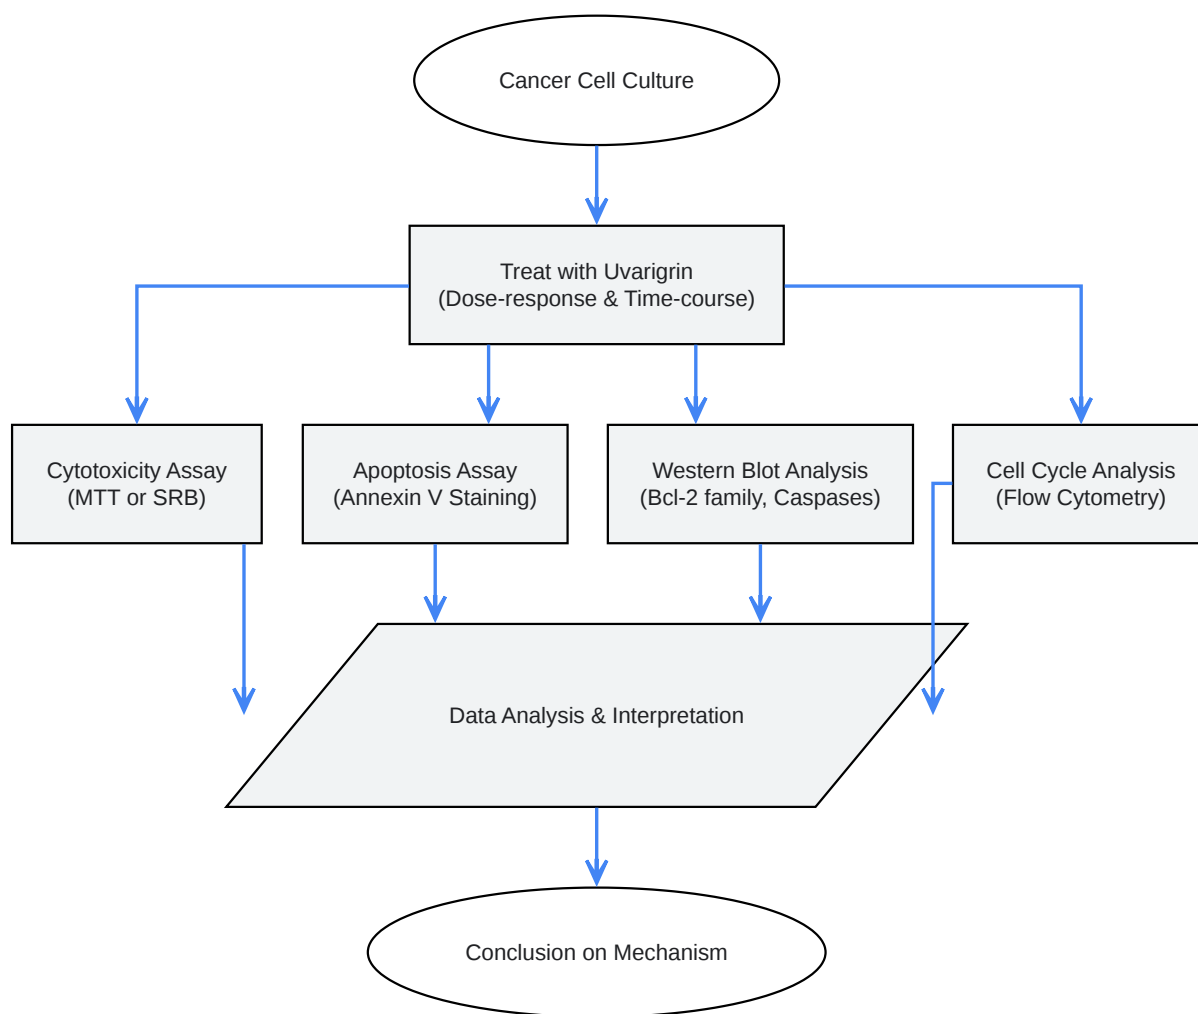 Cancer Cell Culture
Treat with Uvarigrin
(Dose-response & Time-course)
Cytotoxicity Assay
(MTT or SRB)
Apoptosis Assay
(Annexin V Staining)
Western Blot Analysis
(Bcl-2 family, Caspases)
Cell Cycle Analysis
(Flow Cytometry)
Data Analysis & Interpretation
Conclusion on Mechanism